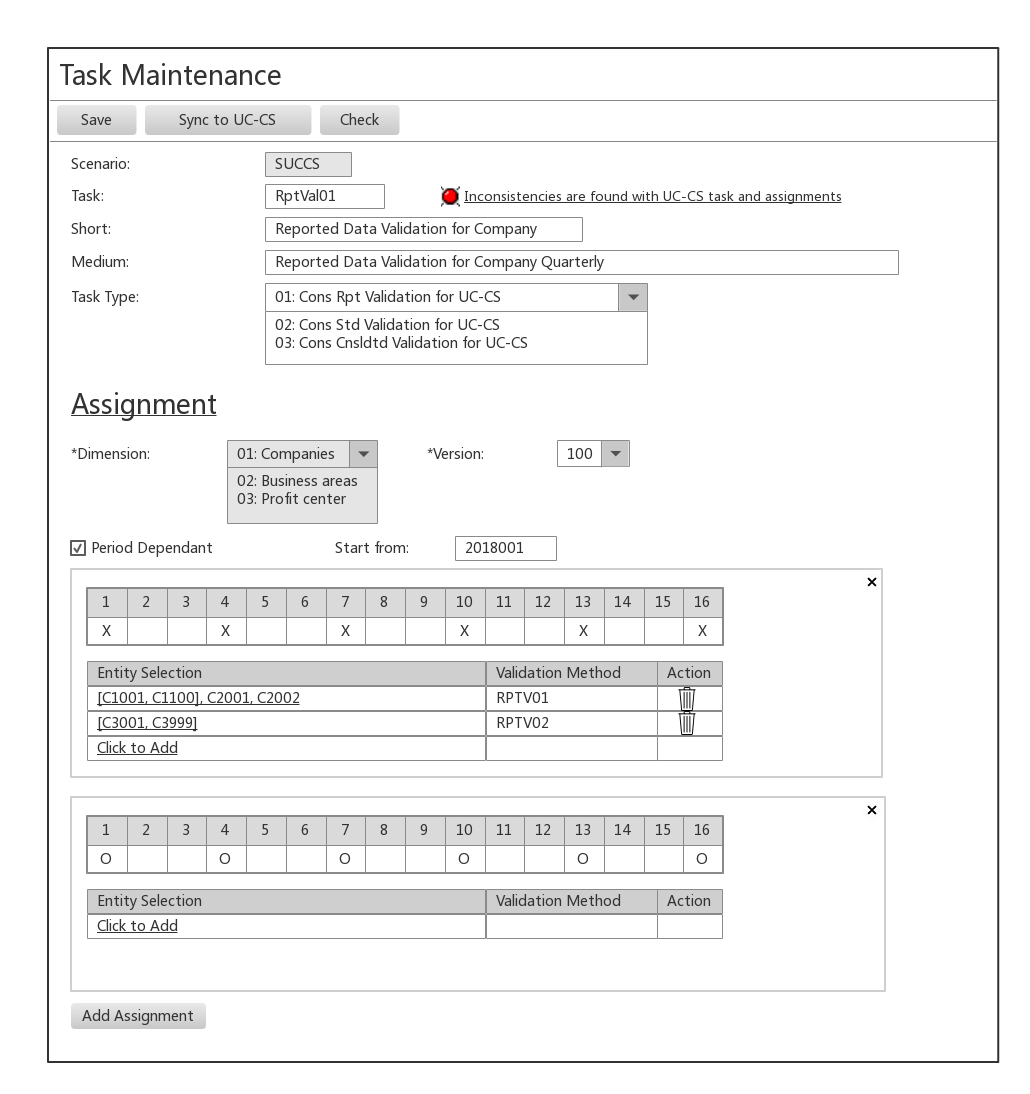 Task Maintenance
Save Sync to UC-CS Check
Scenario: SUCCS
Task: RptVal01 Inconsistencies are found with UC-CS task and assignments
Short: Reported Data Validation for Company
Medium: Reported Data Validation for Company Quarterly
Task Type: 01: Cons Rpt Validation for UC-CS
02: Cons Std Validation for UC-CS
03: Cons Cnsldtd Validation for UC-CS
Assignment
*Dimension: 01: Companies *Version: 100
02: Business areas
03: Profit center
Period Dependant Start from: 2018001
1 2 3 4 5 6 7 8 9 10 11 12 13 14 15 16
X X X X X X
Entity Selection Validation Method Action
[C1001, C1100], C2001, C2002 RPTV01
[C3001, C3999] RPTV02
Click to Add
1 2 3 4 5 6 7 8 9 10 11 12 13 14 15 16
O O O O O O
Entity Selection Validation Method Action
Click to Add
Add Assignment